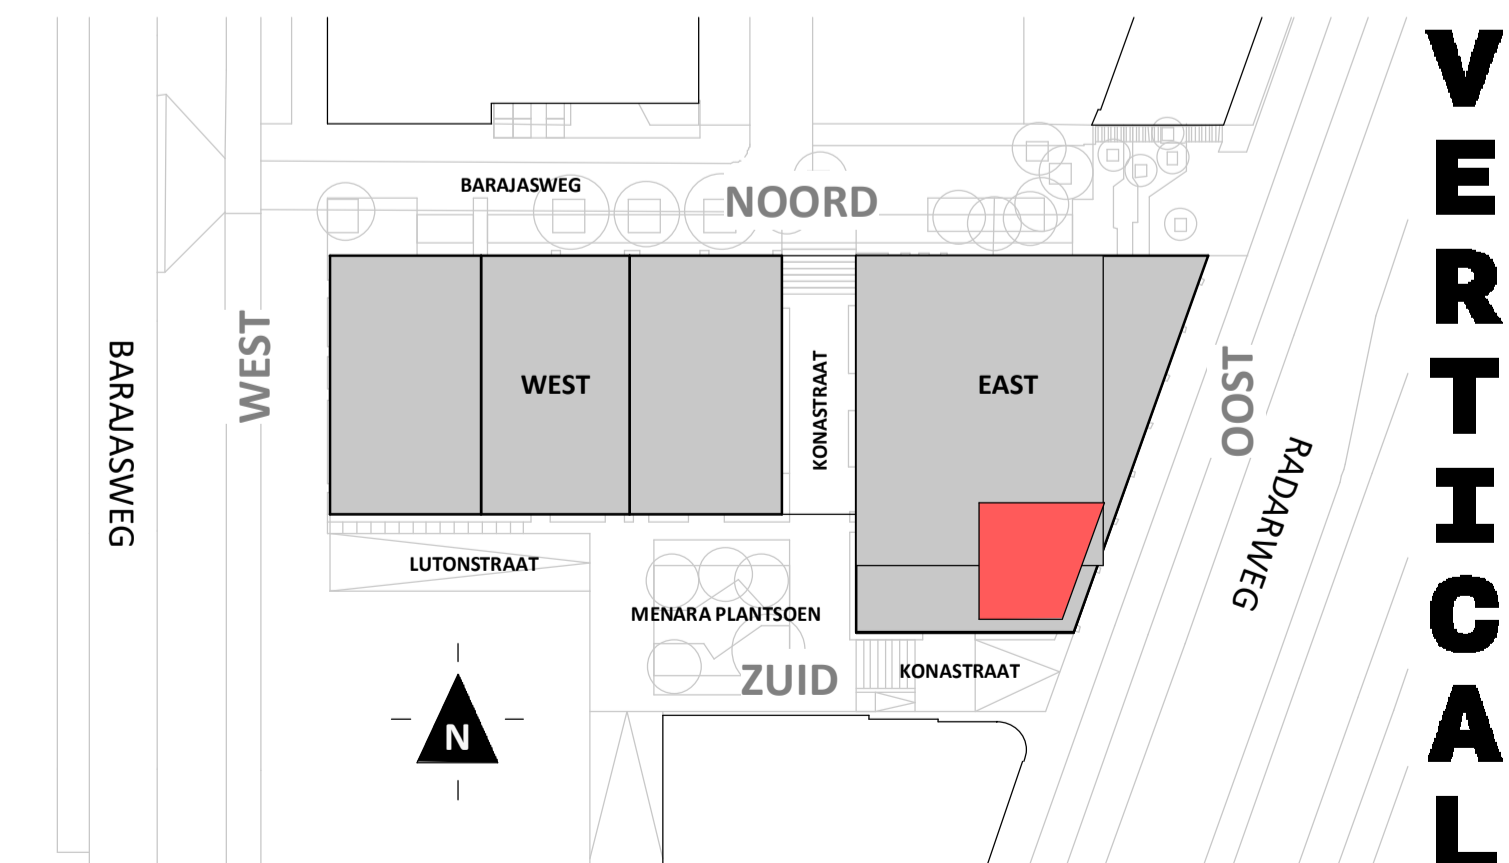 BARAJASWEG
NOORD
WEST
BARAJASWEG
WEST
KONASTRAAT
EAST
OOST
RADARWEG
LUTONSTRAAT
MENARA PLANTSOEN
ZUID
KONASTRAAT
N
VERTICAL